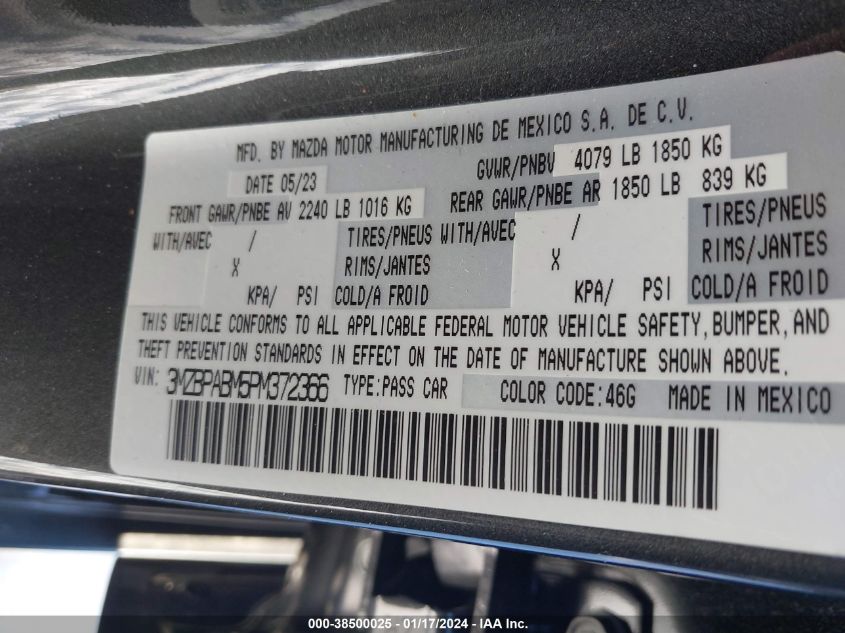 MFD. BY MAZDA MOTOR MANUFACTURING DE MEXICO S.A. DE C.V.
DATE 05/23 GVWR/PNBV 4079 LB 1850 KG
FRONT GAWR/PNBE AV 2240 LB 1016 KG REAR GAWR/PNBE AR 1850 LB 839 KG
WITH/AVEC / TIRES/PNEUS WITH/AVEC / TIRES/PNEUS
X RIMS/JANTES X RIMS/JANTES
KPA/ PSI COLD/A FROID KPA/ PSI COLD/A FROID
THIS VEHICLE CONFORMS TO ALL APPLICABLE FEDERAL MOTOR VEHICLE SAFETY, BUMPER, AND
THEFT PREVENTION STANDARDS IN EFFECT ON THE DATE OF MANUFACTURE SHOWN ABOVE.
VIN: 3MZBPABM5PM372366 TYPE:PASS CAR COLOR CODE:46G MADE IN MEXICO
000-38500025 - 01/17/2024 - IAA Inc.